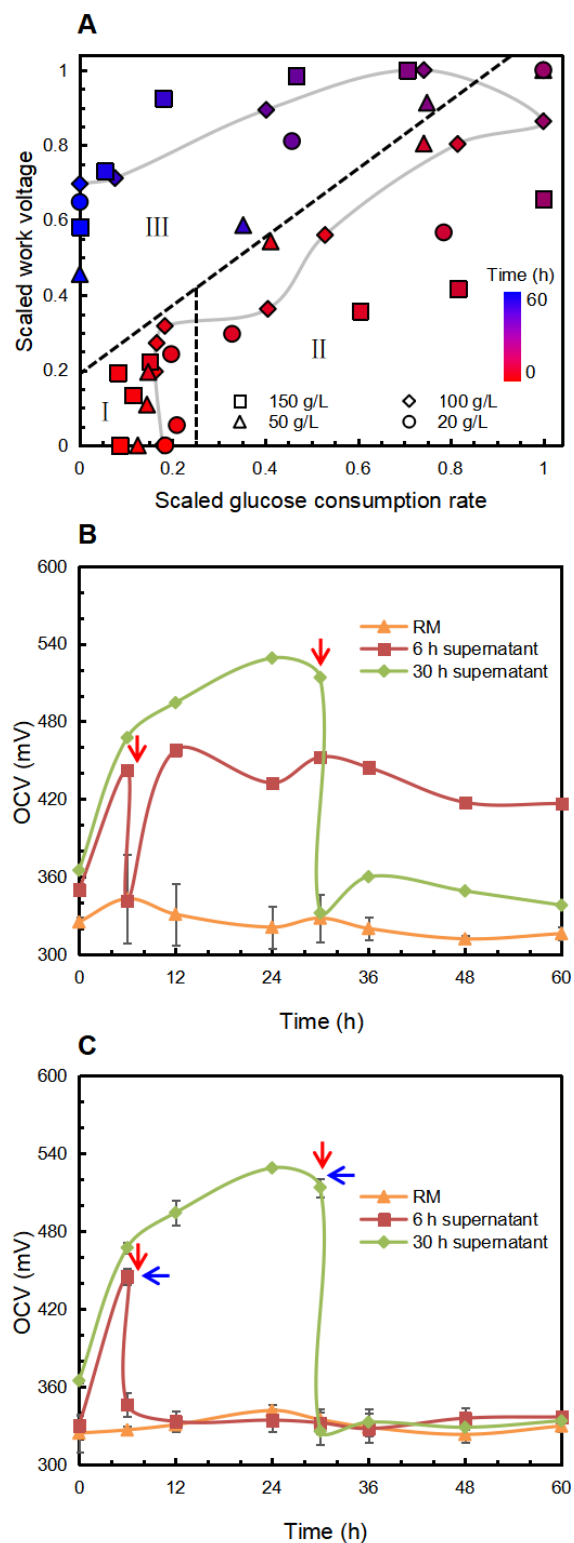 A
1
0.8
0.6
0.4
0.2
0
Scaled work voltage
III
II
I
Time (h)
60
0
150 g/L
100 g/L
50 g/L
20 g/L
0
0.2
0.4
0.6
0.8
1
Scaled glucose consumption rate
B
600
540
480
420
360
300
OCV (mV)
RM
6 h supernatant
30 h supernatant
0
12
24
36
48
60
Time (h)
C
600
540
480
420
360
300
OCV (mV)
RM
6 h supernatant
30 h supernatant
0
12
24
36
48
60
Time (h)